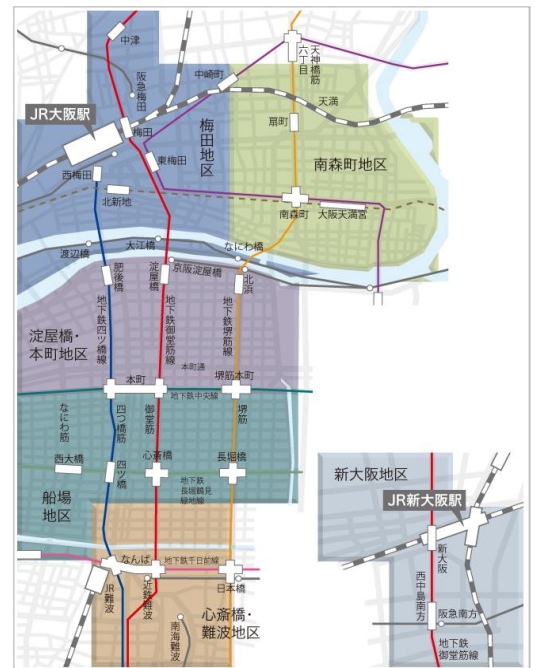 中津
阪急梅田
中崎町
天神橋筋
六丁目
天満
JR大阪駅
梅田
梅田地区
扇町
東梅田
南森町地区
西梅田
北新地
南森町
大阪天満宮
渡辺橋
大江橋
なにわ橋
肥後橋
淀屋橋
京阪淀屋橋
北浜
地下鉄四ツ橋線
地下鉄御堂筋線
地下鉄堺筋線
淀屋橋・
本町地区
本町通
本町
堺筋本町
地下鉄中央線
なにわ筋
四つ橋筋
御堂筋
堺筋
西大橋
四ツ橋
心斎橋
長堀橋
地下鉄
長堀鶴見
緑地線
船場
地区
なんば
地下鉄千日前線
JR難波
近鉄難波
日本橋
南海難波
心斎橋・
難波地区
新大阪地区
JR新大阪駅
新大阪
西中島南方
阪急南方
地下鉄
御堂筋線